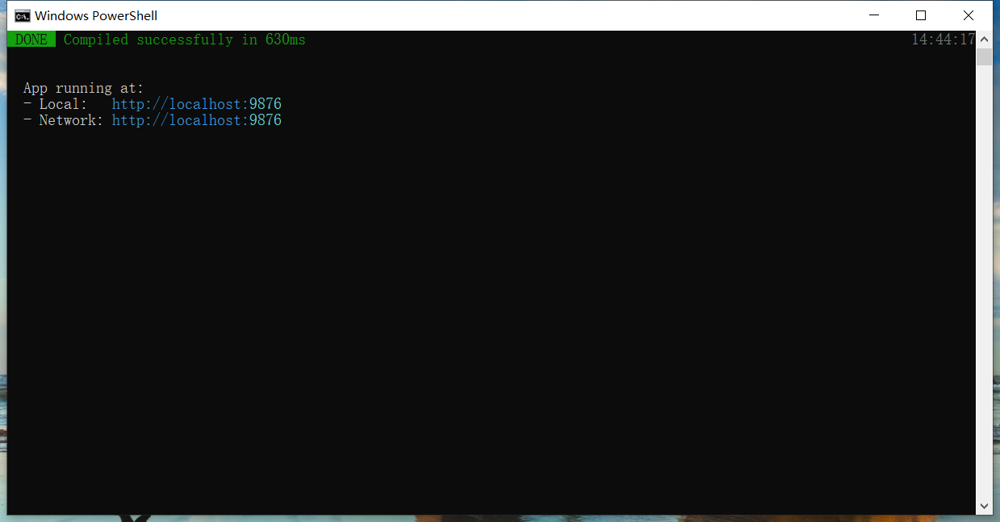 Windows PowerShell
DONE  Compiled successfully in 630ms 14:44:17
App running at:
- Local:   http://localhost:9876
- Network: http://localhost:9876